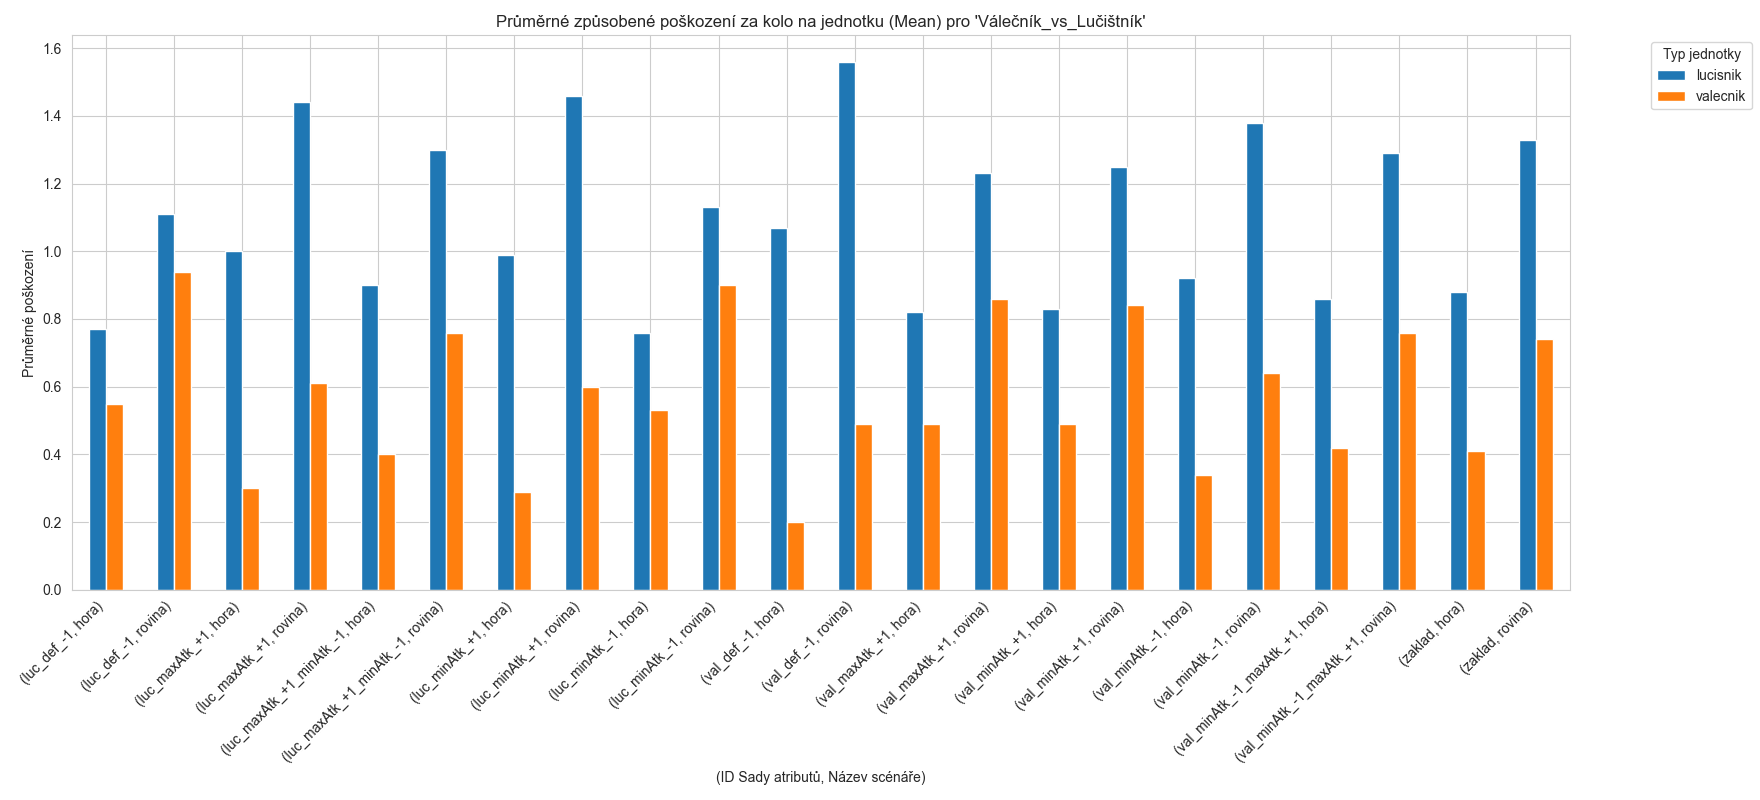 Průměrné způsobené poškození za kolo na jednotku (Mean) pro 'Válečník_vs_Lučištník'
Typ jednotky
lucisnik
valecnik
Průměrné poškození
1.6
1.4
1.2
1.0
0.8
0.6
0.4
0.2
0.0
(luc_def_-1, hora)
(luc_def_-1, rovina)
(luc_maxAtk_+1, hora)
(luc_maxAtk_+1, rovina)
(luc_maxAtk_+1_minAtk_-1, hora)
(luc_maxAtk_+1_minAtk_-1, rovina)
(luc_minAtk_+1, hora)
(luc_minAtk_+1, rovina)
(luc_minAtk_-1, hora)
(luc_minAtk_-1, rovina)
(val_def_-1, hora)
(val_def_-1, rovina)
(val_maxAtk_+1, hora)
(val_maxAtk_+1, rovina)
(val_minAtk_+1, hora)
(val_minAtk_+1, rovina)
(val_minAtk_-1, hora)
(val_minAtk_-1, rovina)
(val_minAtk_-1_maxAtk_+1, hora)
(val_minAtk_-1_maxAtk_+1, rovina)
(zaklad, hora)
(zaklad, rovina)
(ID Sady atributů, Název scénáře)